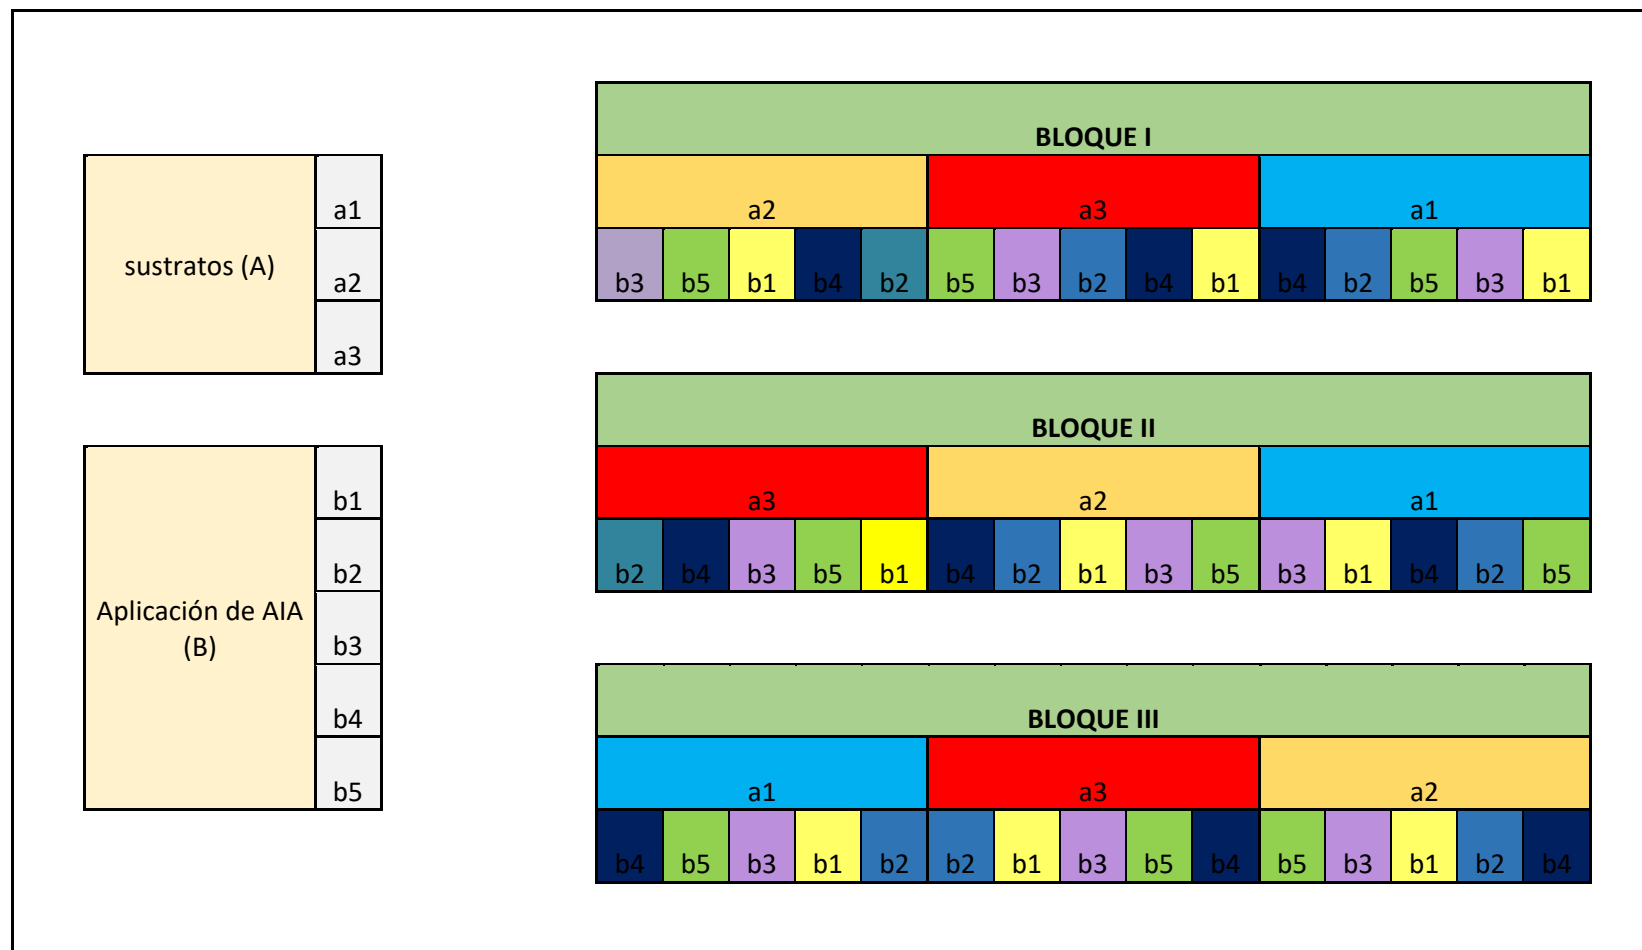 sustratos (A)
a1
a2
a3
Aplicación de AIA
(B)
b1
b2
b3
b4
b5
BLOQUE I
a2 a3 a1
b3 b5 b1 b4 b2 b5 b3 b2 b4 b1 b4 b2 b5 b3 b1
BLOQUE II
a3 a2 a1
b2 b4 b3 b5 b1 b4 b2 b1 b3 b5 b3 b1 b4 b2 b5
BLOQUE III
a1 a3 a2
b4 b5 b3 b1 b2 b2 b1 b3 b5 b4 b5 b3 b1 b2 b4